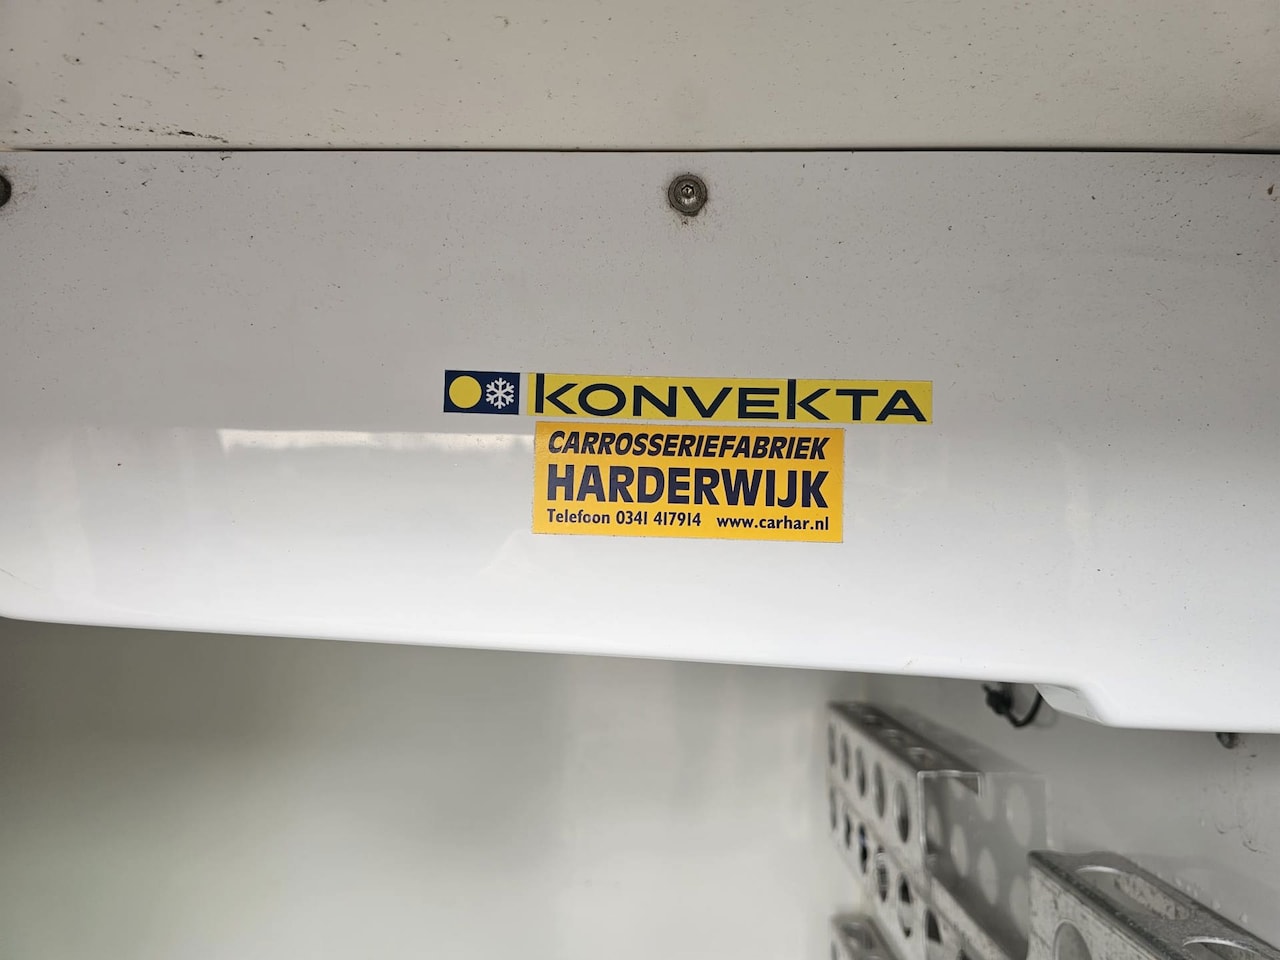 KONVEKTA
CARROSSERIEFABRIEK
HARDERWIJK
Telefoon 0341 417914 www.carhar.nl